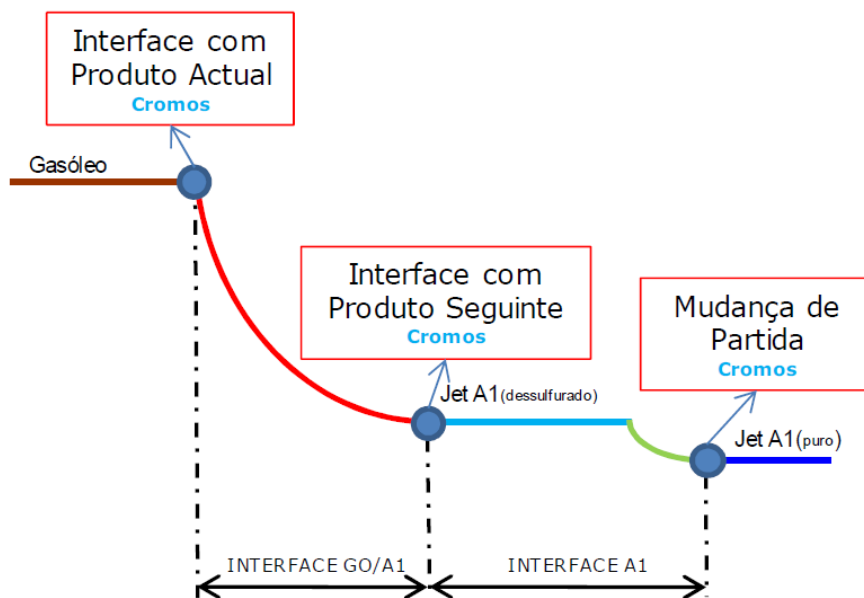 Interface com
Produto Actual
Cromos
Gasóleo
Interface com
Produto Seguinte
Cromos
Mudança de
Partida
Cromos
Jet A1(dessulfurado)
Jet A1(puro)
INTERFACE GO/A1
INTERFACE A1